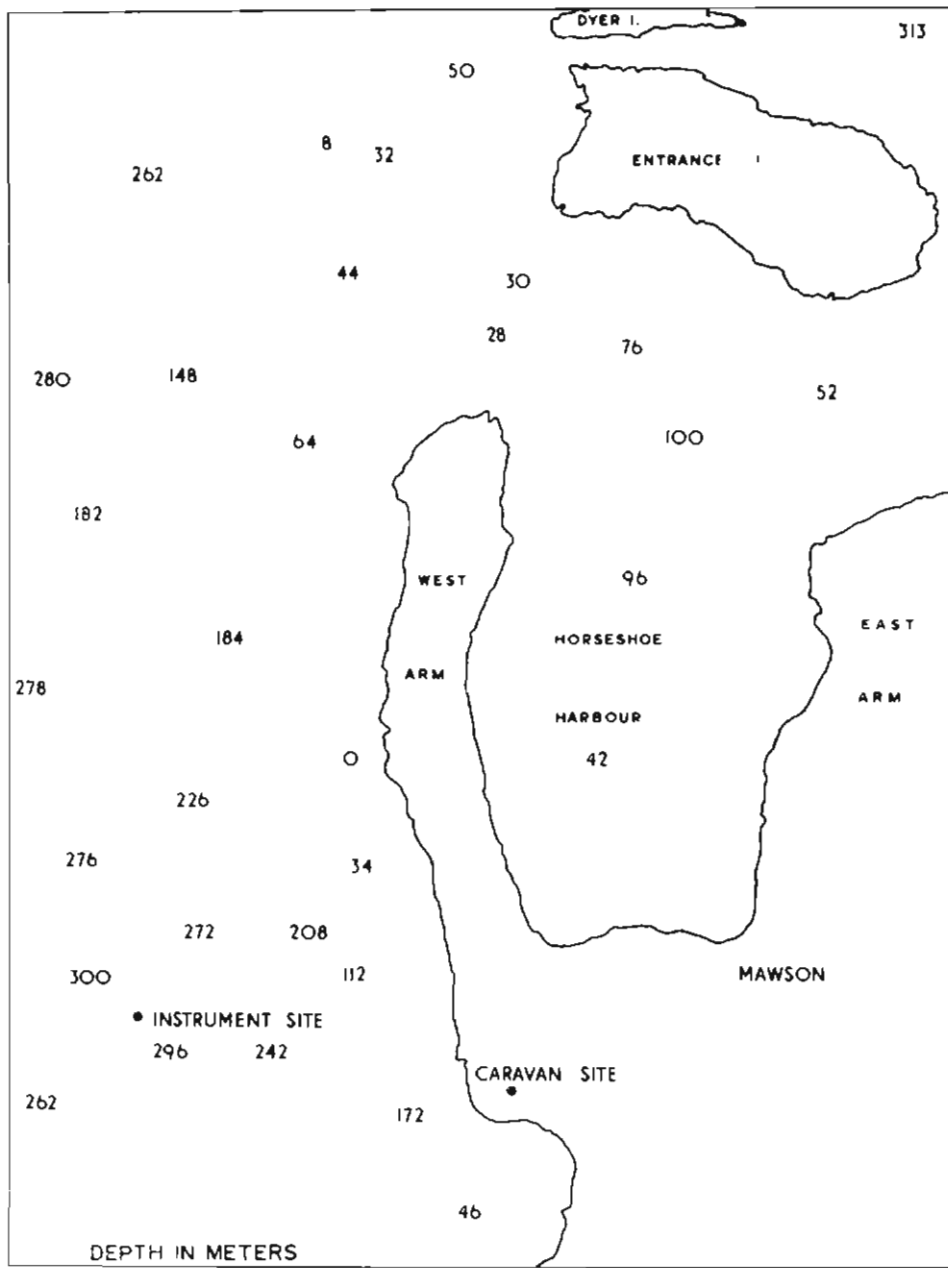 DYER I.
313
50
8
32
262
ENTRANCE I
44
30
28
76
280
148
52
64
100
182
WEST
96
184
HORSESHOE
EAST
278
ARM
ARM
HARBOUR
0
42
226
276
34
272
208
300
112
MAWSON
INSTRUMENT SITE
296
242
CARAVAN SITE
262
172
46
DEPTH IN METERS